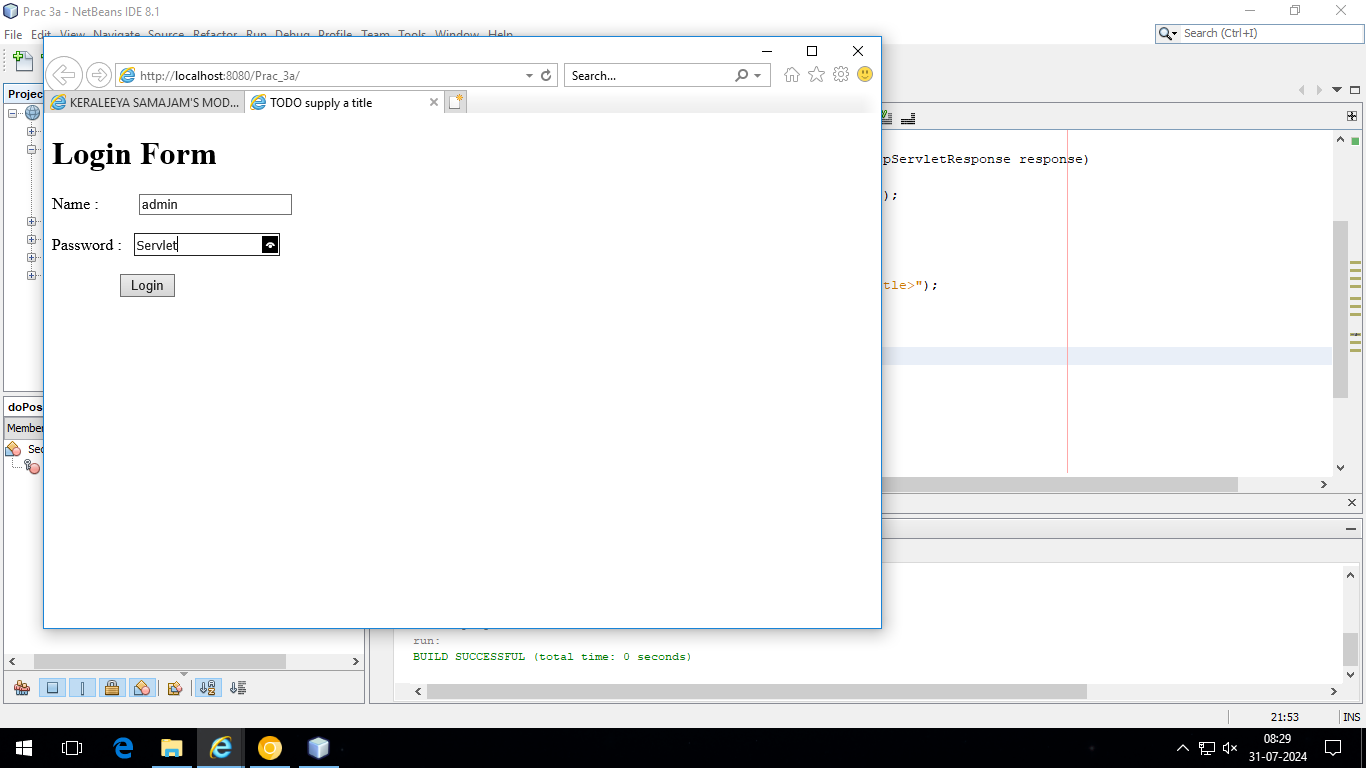 Prac 3a - NetBeans IDE 8.1
File Edit View Navigate Source Refactor Run Debug Profile Team Tools Window Help
Search (Ctrl+I)
http://localhost:8080/Prac_3a/
Search...
KERALEEYA SAMAJAM'S MOD...
TODO supply a title
Projec
Login Form
Name :
admin
Password :
Servlet
Login
pServletResponse response)
);
tle>");
doPos
Member
Sec
run:
BUILD SUCCESSFUL (total time: 0 seconds)
21:53
INS
08:29
31-07-2024